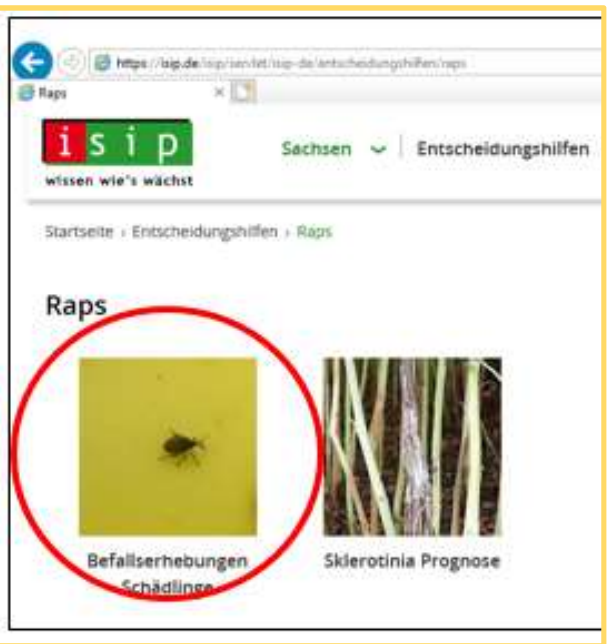 https://isip.de/isip/servlet/isip-de/entscheidungshilfen/raps
Raps
isip
wissen wie's wächst
Sachsen
Entscheidungshilfen
Startseite › Entscheidungshilfen › Raps
Raps
Befallserhebungen
Schädlinge
Sklerotinia Prognose